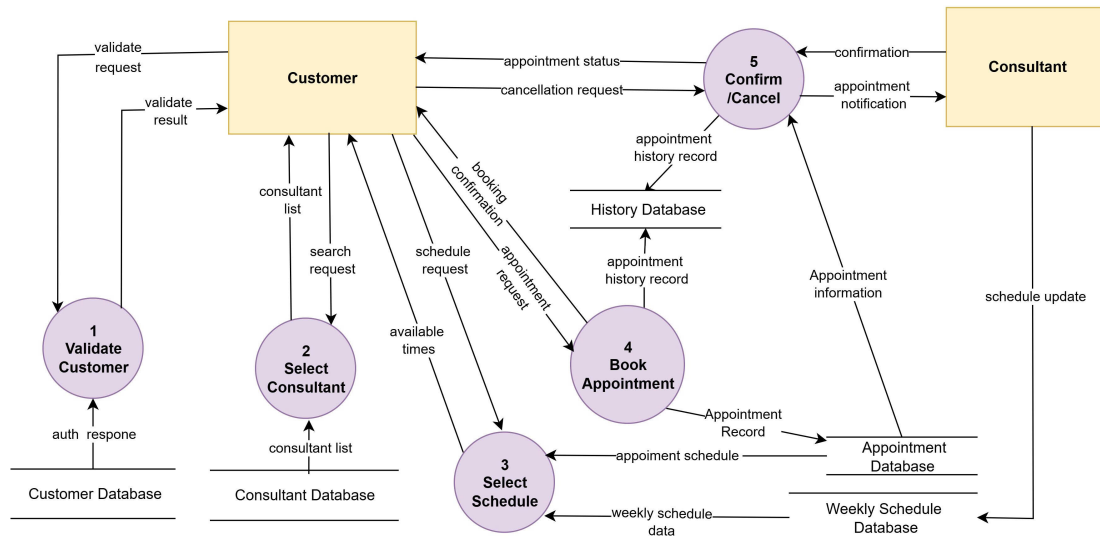 validate
request
validate
result
Customer
appointment status
cancellation request
5
Confirm
/Cancel
confirmation
appointment
notification
Consultant
appointment
history record
History Database
appointment
history record
booking
confirmation
appointment
request
consultant
list
search
request
schedule
request
available
times
Appointment
information
schedule update
1
Validate
Customer
2
Select
Consultant
4
Book
Appointment
3
Select
Schedule
auth respone
consultant list
Appointment
Record
appoiment schedule
weekly schedule
data
Customer Database
Consultant Database
Appointment
Database
Weekly Schedule
Database